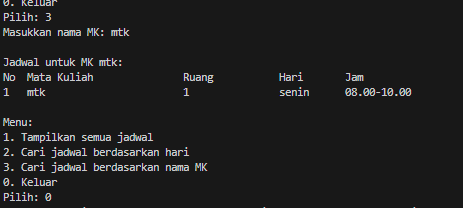 0. Keluar
Pilih: 3
Masukkan nama MK: mtk
Jadwal untuk MK mtk:
No Mata Kuliah Ruang Hari Jam
1 mtk 1 senin 08.00-10.00
Menu:
1. Tampilkan semua jadwal
2. Cari jadwal berdasarkan hari
3. Cari jadwal berdasarkan nama MK
0. Keluar
Pilih: 0